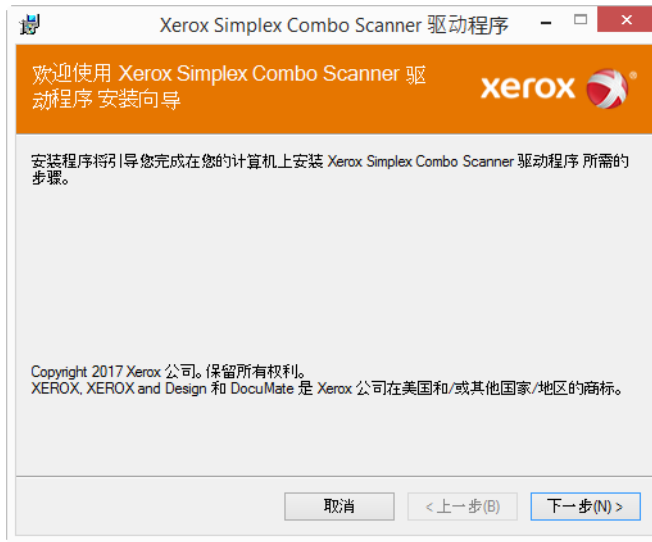 Xerox Simplex Combo Scanner 驱动程序
欢迎使用 Xerox Simplex Combo Scanner 驱
动程序 安装向导
xerox
安装程序将引导您完成在您的计算机上安装 Xerox Simplex Combo Scanner 驱动程序 所需的
步骤。
Copyright 2017 Xerox 公司。保留所有权利。
XEROX, XEROX and Design 和 DocuMate 是 Xerox 公司在美国和/或其他国家/地区的商标。
取消
<上一步(B)
下一步(N) >